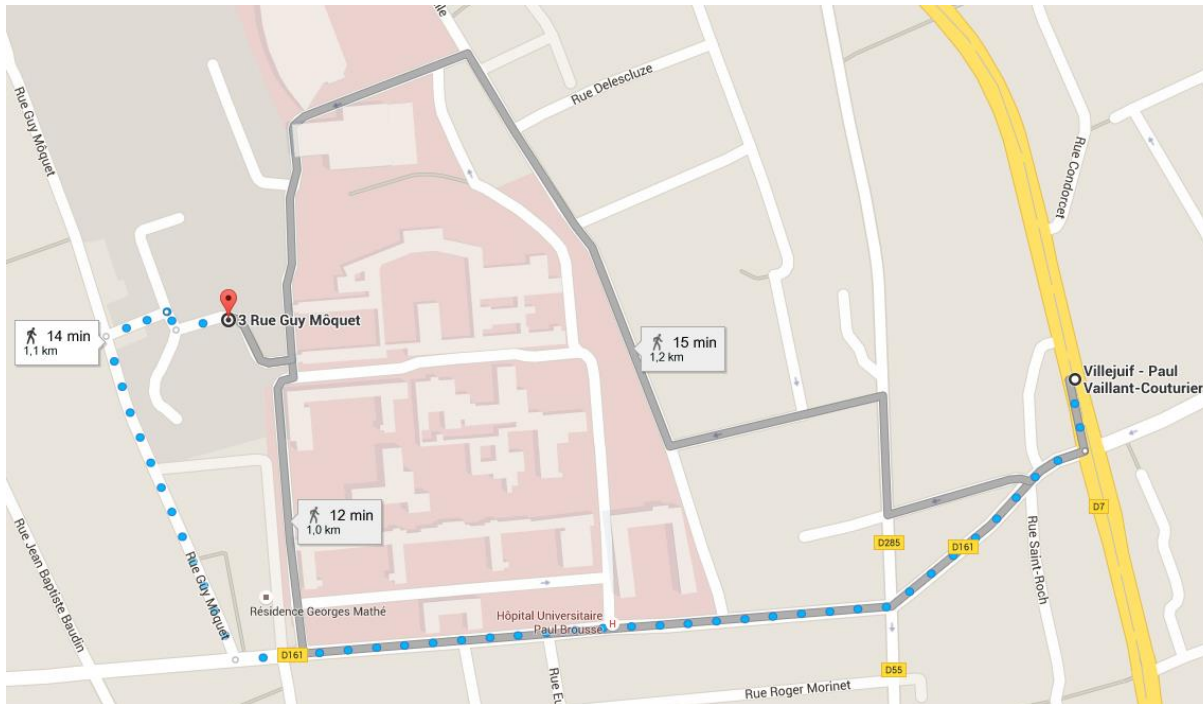 Rue Guy Môquet
Rue Delescluze
Rue Condorcet
3 Rue Guy Môquet
14 min
1,1 km
15 min
1,2 km
Villejuif - Paul
Vaillant-Couturier
12 min
1,0 km
D7
D285
D161
Rue Saint-Roch
Rue Jean Baptiste Baudin
Rue Guy Môquet
Résidence Georges Mathé
Hôpital Universitaire
Paul Brousse
H
D161
D55
Rue Roger Morinet